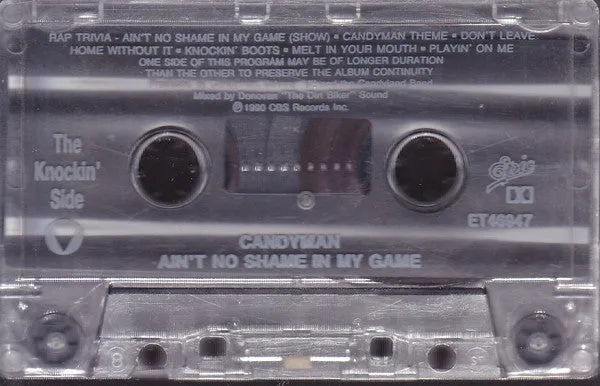 RAP TRIVIA - AIN'T NO SHAME IN MY GAME (SHOW) • CANDYMAN THEME • DON'T LEAVE
HOME WITHOUT IT • KNOCKIN' BOOTS • MELT IN YOUR MOUTH • PLAYIN' ON ME
ONE SIDE OF THIS PROGRAM MAY BE OF LONGER DURATION
THAN THE OTHER TO PRESERVE THE ALBUM CONTINUITY
Candyland Band
Mixed by Donovan "The Dirt Biker" Sound
℗ 1990 CBS Records Inc.
The
Knockin'
Side
Epic
ET46947
CANDYMAN
AIN'T NO SHAME IN MY GAME